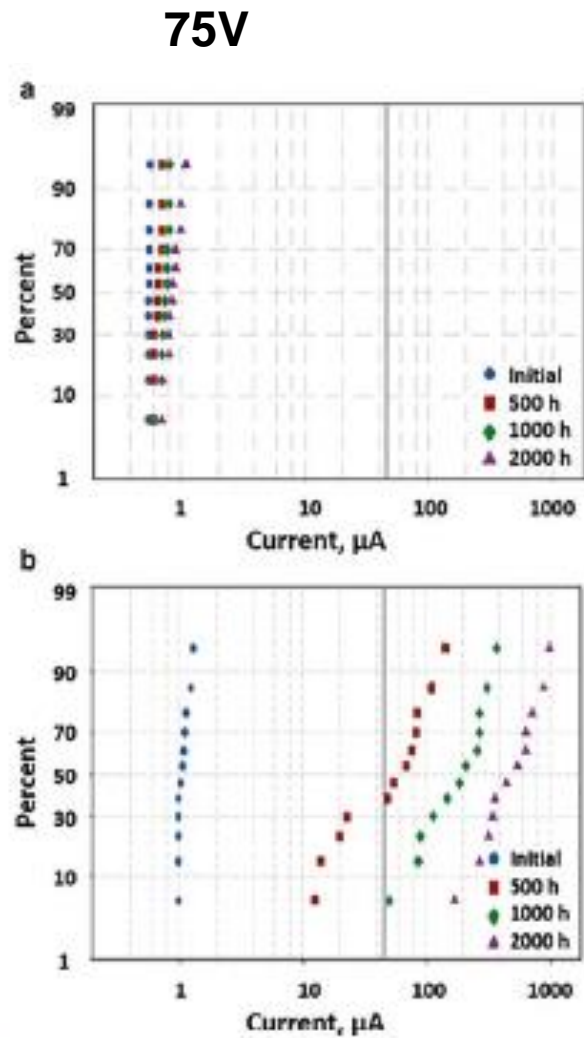 75V
a
99
90
70
50
30
10
1
Percent
Initial
500 h
1000 h
2000 h
1 10 100 1000
Current, µA
b
99
90
70
50
30
10
1
Percent
Initial
500 h
1000 h
2000 h
1 10 100 1000
Current, µA